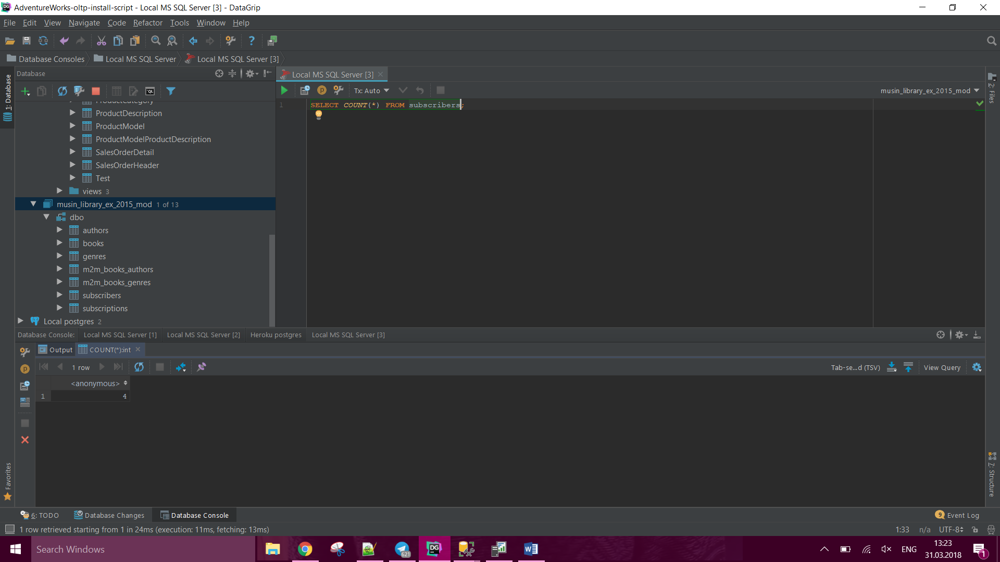 AdventureWorks-oltp-install-script - Local MS SQL Server [3] - DataGrip
File Edit View Navigate Code Refactor Tools Window Help
Database Consoles Local MS SQL Server Local MS SQL Server [3]
Database
1: Database
ProductCategory
ProductDescription
ProductModel
ProductModelProductDescription
SalesOrderDetail
SalesOrderHeader
Test
views 3
musin_library_ex_2015_mod 1 of 13
dbo
authors
books
genres
m2m_books_authors
m2m_books_genres
subscribers
subscriptions
Local postgres 2
Local MS SQL Server [3]
Tx: Auto
musin_library_ex_2015_mod
1 SELECT COUNT(*) FROM subscribers;
2: Files
Database Console: Local MS SQL Server [1] Local MS SQL Server [2] Heroku postgres Local MS SQL Server [3]
Output COUNT(*):int
1 row
Tab-se...d (TSV) View Query
<anonymous>
1 4
Favorites
7: Structure
6: TODO Database Changes Database Console
9 Event Log
1 row retrieved starting from 1 in 24ms (execution: 11ms, fetching: 13ms)
1:33 n/a UTF-8
Search Windows
621
DG
ENG
13:23
31.03.2018
1